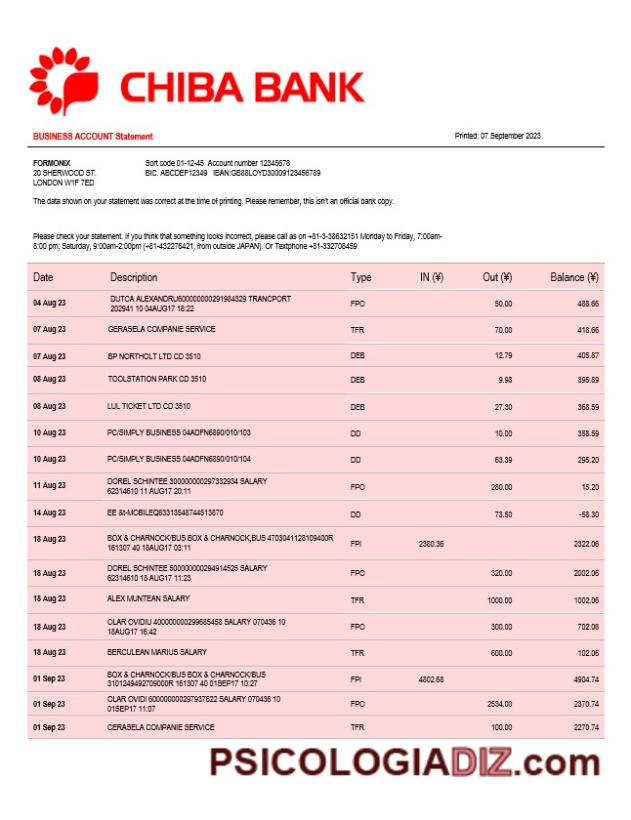 CHIBA BANK
BUSINESS ACCOUNT Statement Printed: 07 September 2023
FORMONIX Sort code 01-12-45 Account number 12345678
20 SHERWOOD ST. BIC. ABCDEF12349 IBAN:GB88LOYD30009123456789
LONDON W1F 7ED
The data shown on your statement was correct at the time of printing. Please remember, this isn't an official bank copy.
Please check your statement. If you think that something looks incorrect, please call as on +81-3-38632151 Monday to Friday, 7:00am-
8:00 pm; Saturday, 9:00am-2:00pm (+81-432276421, from outside JAPAN). Or Textphone +81-332708459
Date Description Type IN (¥) Out (¥) Balance (¥)
04 Aug 23 DUTCA ALEXANDRU600000000291984329 TRANCPORT
202941 10 04AUG17 18:22 FPO 50.00 488.66
07 Aug 23 GERASELA COMPANIE SERVICE TFR 70.00 418.66
07 Aug 23 BP NORTHOLT LTD CD 3510 DEB 12.79 405.87
08 Aug 23 TOOLSTATION PARK CD 3510 DEB 9.98 395.89
08 Aug 23 LUL TICKET LTD CD 3510 DEB 27.30 368.59
10 Aug 23 PC/SIMPLY BUSINESS 04ADFN6890/010/103 DD 10.00 358.59
10 Aug 23 PC/SIMPLY BUSINESS 04ADFN6890/010/104 DD 63.39 295.20
11 Aug 23 DOREL SCHINTEE 300000000297332934 SALARY
62314610 11 AUG17 20:11 FPO 280.00 15.20
14 Aug 23 EE &t-MOBILEQ63313548744513870 DD 73.50 -58.30
18 Aug 23 BOX & CHARNOCK/BUS BOX & CHARNOCK,BUS 4703041128109400R
161307 40 18AUG17 03:11 FPI 2380.36 2322.06
18 Aug 23 DOREL SCHINTEE 500000000294914525 SALARY
62314610 18 AUG17 11:23 FPO 320.00 2002.06
18 Aug 23 ALEX MUNTEAN SALARY TFR 1000.00 1002.06
18 Aug 23 OLAR OVIDIU 400000000299685458 SALARY 070436 10
18AUG17 16:42 FPO 300.00 702.06
18 Aug 23 BERCULEAN MARIUS SALARY TFR 600.00 102.06
01 Sep 23 BOX & CHARNOCK/BUS BOX & CHARNOCK/BUS
3101249492709000R 161307 40 01SEP17 10:27 FPI 4802.68 4904.74
01 Sep 23 OLAR OVIDI 600000000297937622 SALARY 070436 10
01SEP17 11:07 FPO 2534.00 2370.74
01 Sep 23 CERASELA COMPANIE SERVICE TFR 100.00 2270.74
PSICOLOGIADIZ.com